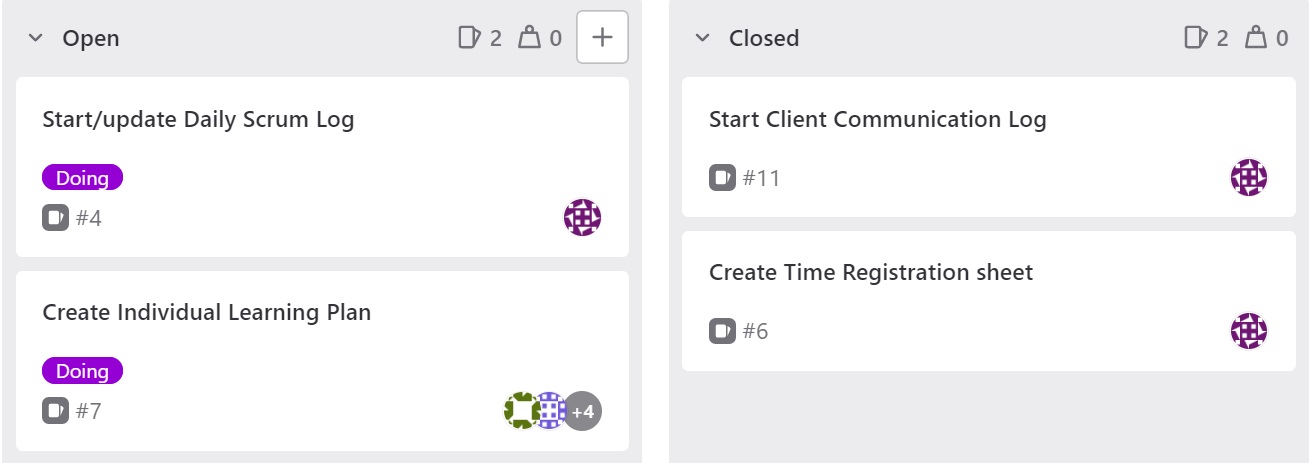 Open 2 0
Start/update Daily Scrum Log
Doing
#4
Create Individual Learning Plan
Doing
#7 +4
Closed 2 0
Start Client Communication Log
#11
Create Time Registration sheet
#6